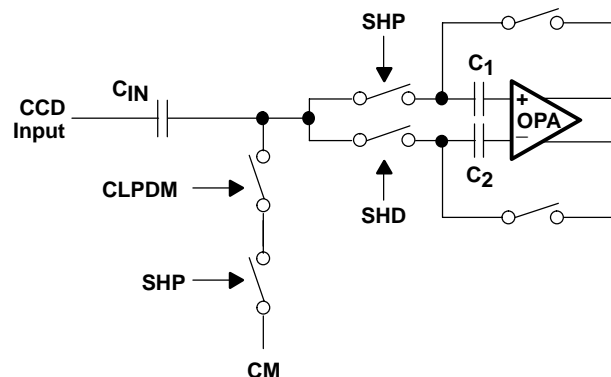 SHP
C1
CIN
CCD
Input
+
OPA
−
CLPDM
C2
SHD
SHP
CM